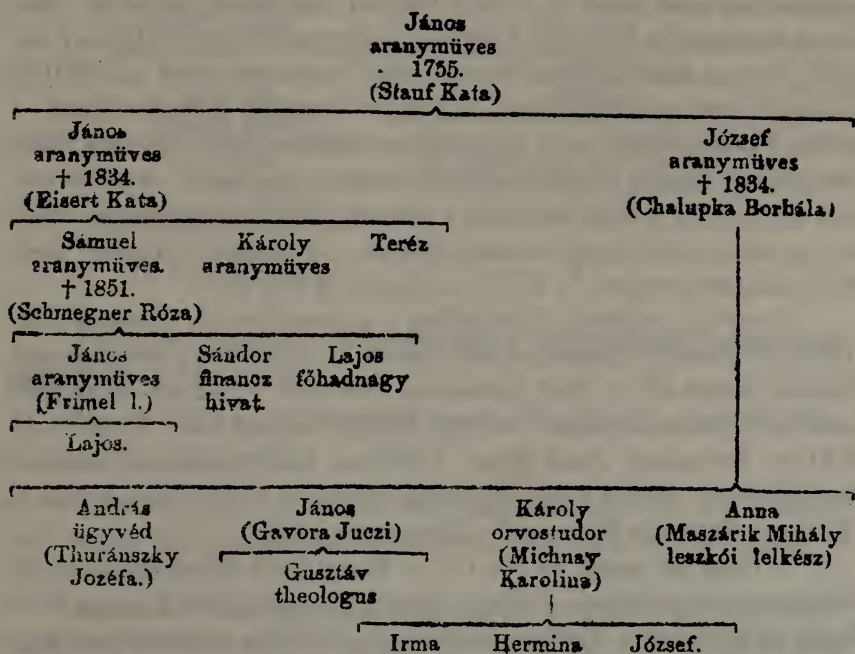 János
aranymüves
1755.
(Stauf Kata)
János
aranymüves
† 1834.
(Eisert Kata)
József
aranymüves
† 1834.
(Chalupka Borbála)
Sámuel
aranymüves.
† 1851.
(Schmegner Róza)
Károly
aranymüves
Teréz
János
aranymüves
(Frimel l.)
Sándor
financz
hivat.
Lajos
főhadnagy
Lajos.
András
ügyvéd
(Thuránszky
Jozéfa.)
János
(Gavora Juczi)
Károly
orvostudor
(Michnay
Karolina)
Anna
(Maszárik Mihály
leszkói lelkész)
Gusztáv
theologus
Irma Hermina József.